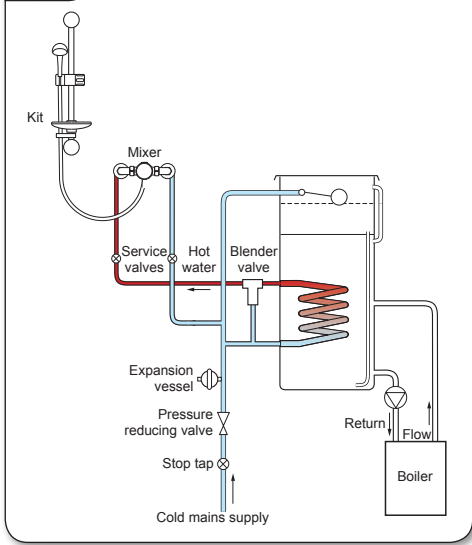 Kit
Mixer
Service
valves
Hot
water
Blender
valve
Expansion
vessel
Pressure
reducing valve
Stop tap
Cold mains supply
Return
Flow
Boiler